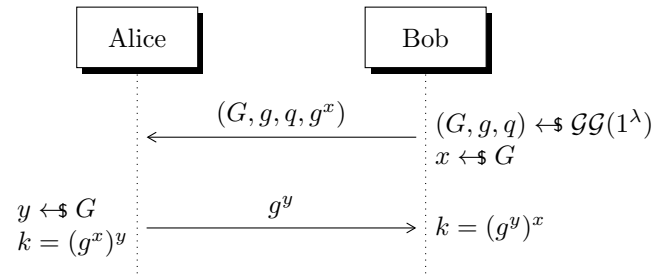 Alice
Bob
(G, g, q, g^x)
(G, g, q) ←$ 𝒢𝒢(1^λ)
x ←$ G
y ←$ G
k = (g^x)^y
g^y
k = (g^y)^x